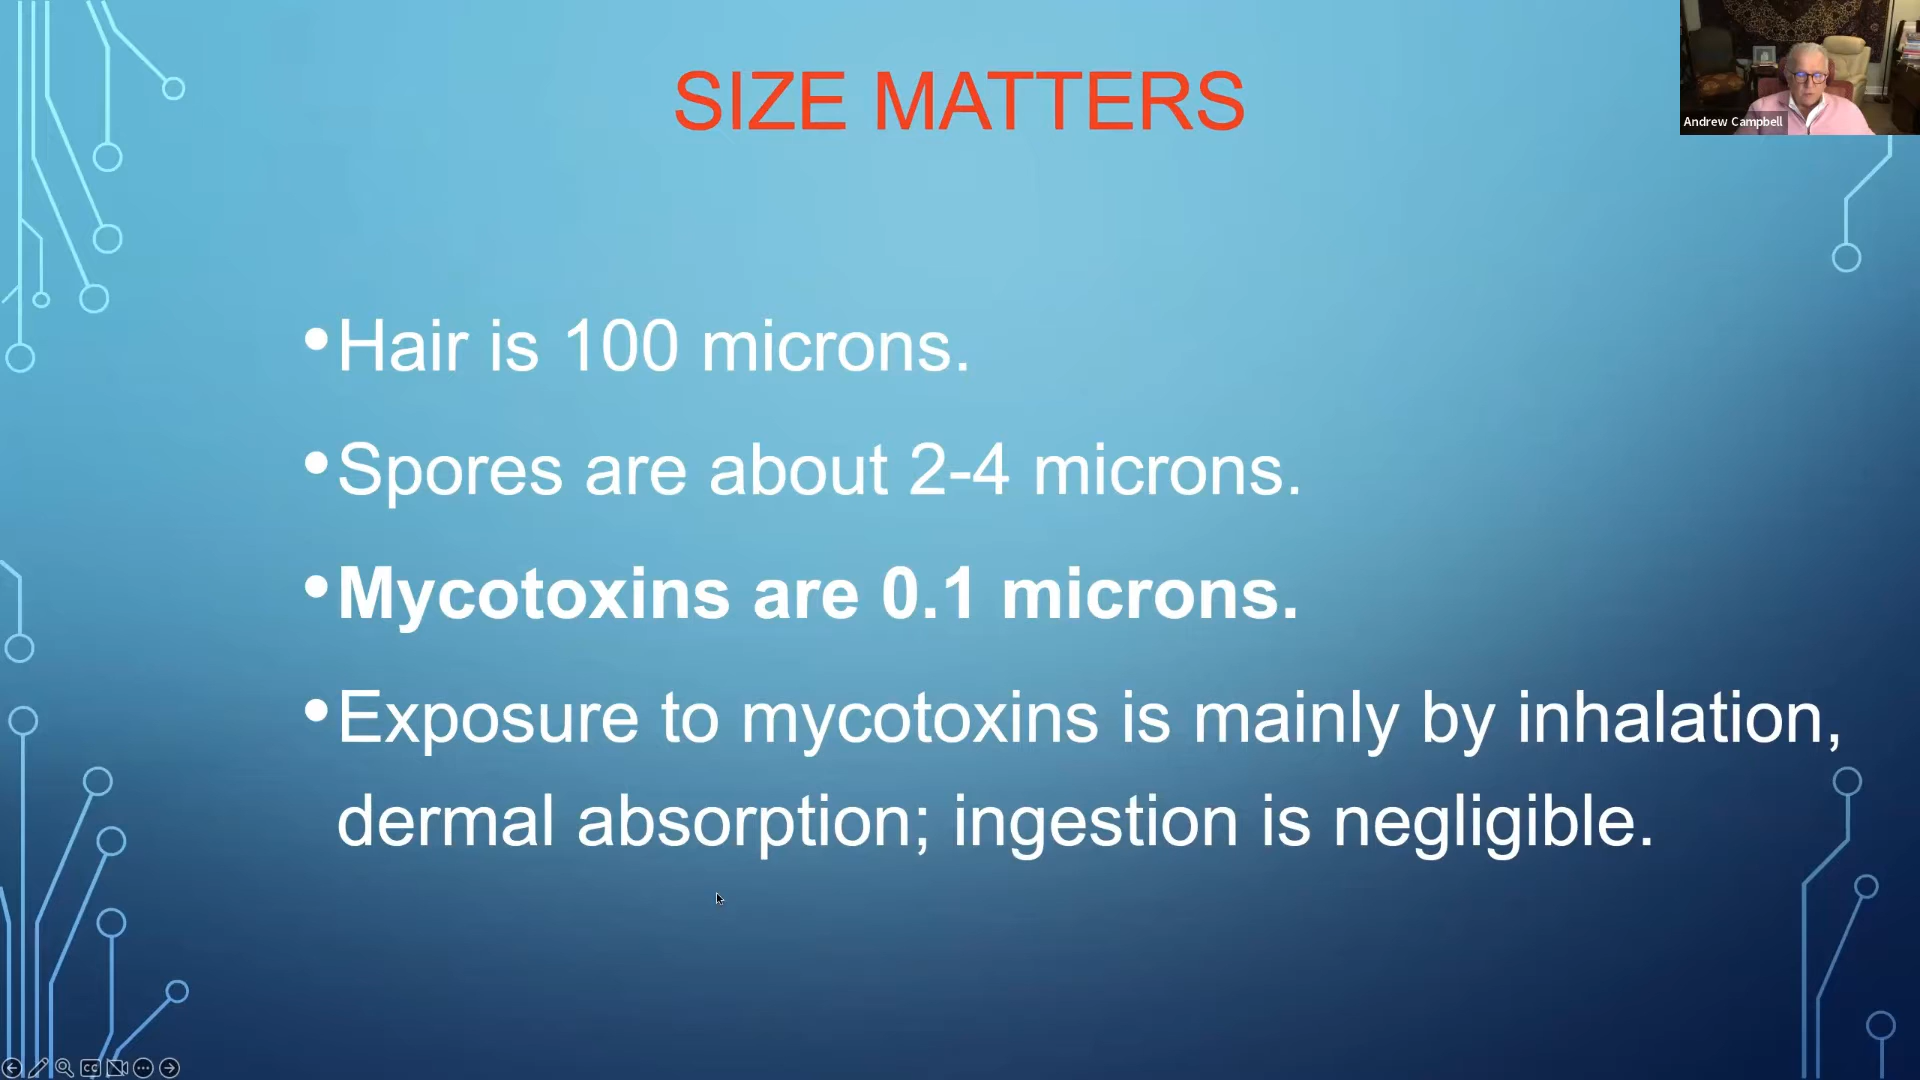 SIZE MATTERS
Andrew Campbell
•Hair is 100 microns.
•Spores are about 2-4 microns.
•Mycotoxins are 0.1 microns.
•Exposure to mycotoxins is mainly by inhalation,
dermal absorption; ingestion is negligible.
CC